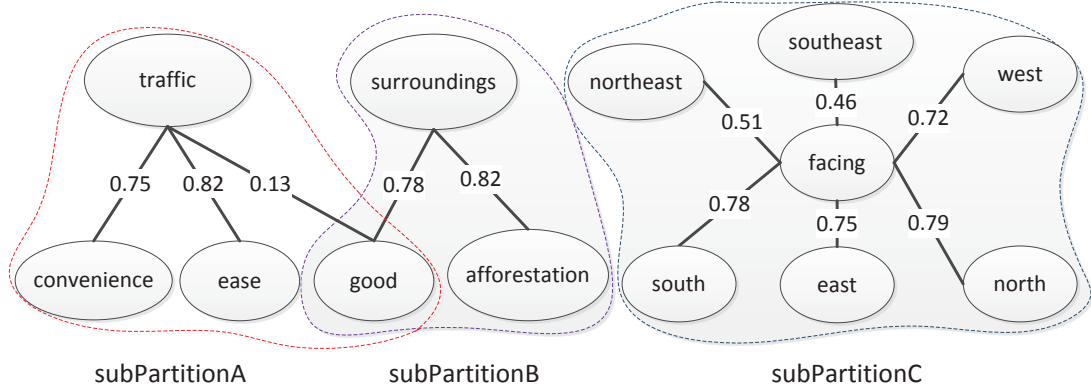 traffic
surroundings
southeast
northeast
west
0.46
0.51
0.72
facing
0.75
0.82
0.13
0.78
0.82
0.78
0.75
0.79
convenience
ease
good
afforestation
south
east
north
subPartitionA
subPartitionB
subPartitionC